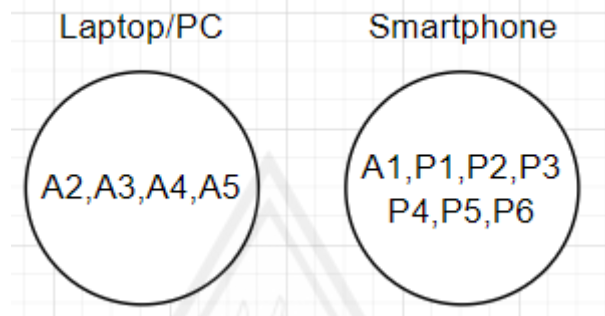 Laptop/PC
Smartphone
A2,A3,A4,A5
A1,P1,P2,P3
P4,P5,P6